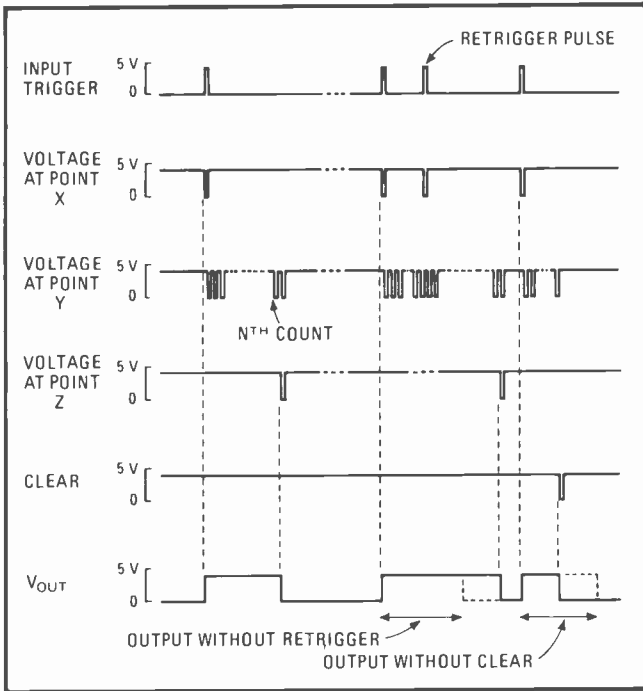 RETRIGGER PULSE
INPUT
TRIGGER
5 V
0
VOLTAGE
AT POINT
X
5 V
0
VOLTAGE
AT POINT
Y
5 V
0
NTH COUNT
VOLTAGE
AT POINT
Z
5 V
0
CLEAR
5 V
0
VOUT
5 V
0
OUTPUT WITHOUT RETRIGGER
OUTPUT WITHOUT CLEAR